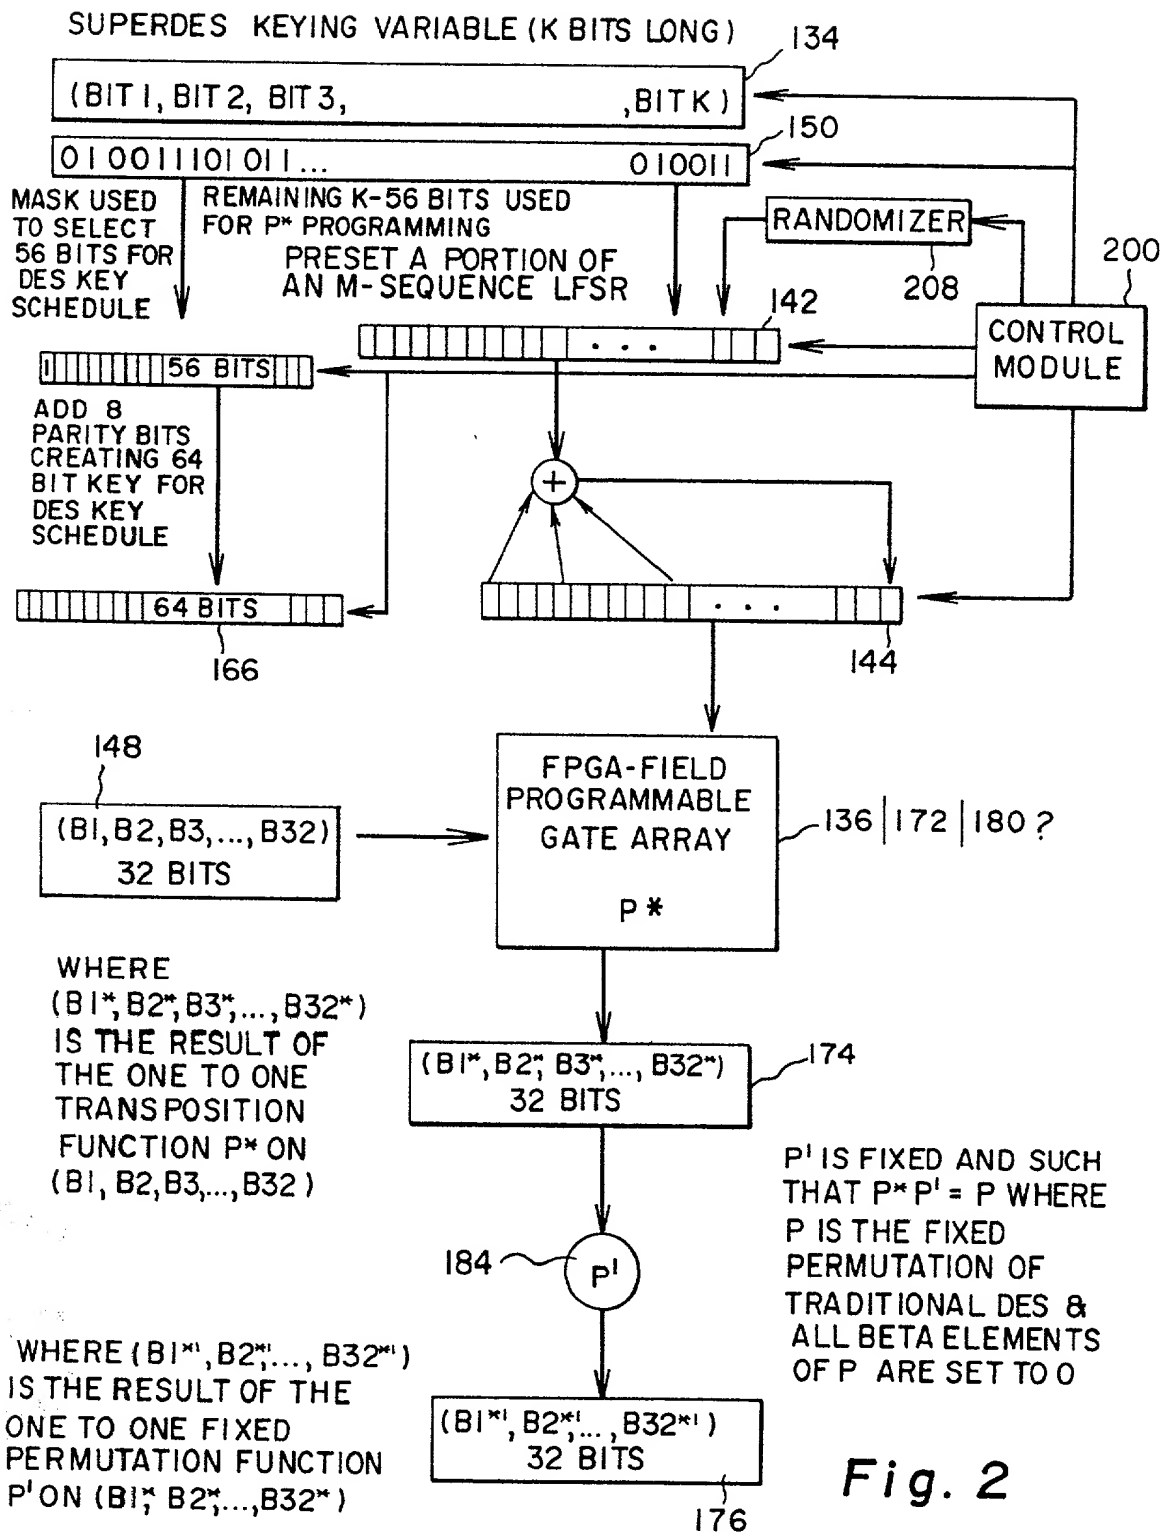 SUPERDES KEYING VARIABLE (K BITS LONG)
134
(BIT 1, BIT 2, BIT 3, , BIT K)
150
010011101011... 010011
MASK USED
TO SELECT
56 BITS FOR
DES KEY
SCHEDULE
REMAINING K-56 BITS USED
FOR P* PROGRAMMING
PRESET A PORTION OF
AN M-SEQUENCE LFSR
RANDOMIZER
208
200
CONTROL
MODULE
142
. . .
1 56 BITS
ADD 8
PARITY BITS
CREATING 64
BIT KEY FOR
DES KEY
SCHEDULE
+
64 BITS
166
. . .
144
148
(B1, B2, B3, ..., B32)
32 BITS
FPGA-FIELD
PROGRAMMABLE
GATE ARRAY
P*
136|172|180?
WHERE
(B1*, B2*, B3*, ..., B32*)
IS THE RESULT OF
THE ONE TO ONE
TRANSPOSITION
FUNCTION P* ON
(B1, B2, B3, ..., B32)
(B1*, B2*, B3*, ..., B32*)
32 BITS
174
184
P'
P' IS FIXED AND SUCH
THAT P* P' = P WHERE
P IS THE FIXED
PERMUTATION OF
TRADITIONAL DES &
ALL BETA ELEMENTS
OF P ARE SET TO 0
WHERE (B1*', B2*', ..., B32*')
IS THE RESULT OF THE
ONE TO ONE FIXED
PERMUTATION FUNCTION
P' ON (B1*, B2*, ..., B32*)
(B1*', B2*', ..., B32*')
32 BITS
176
Fig. 2